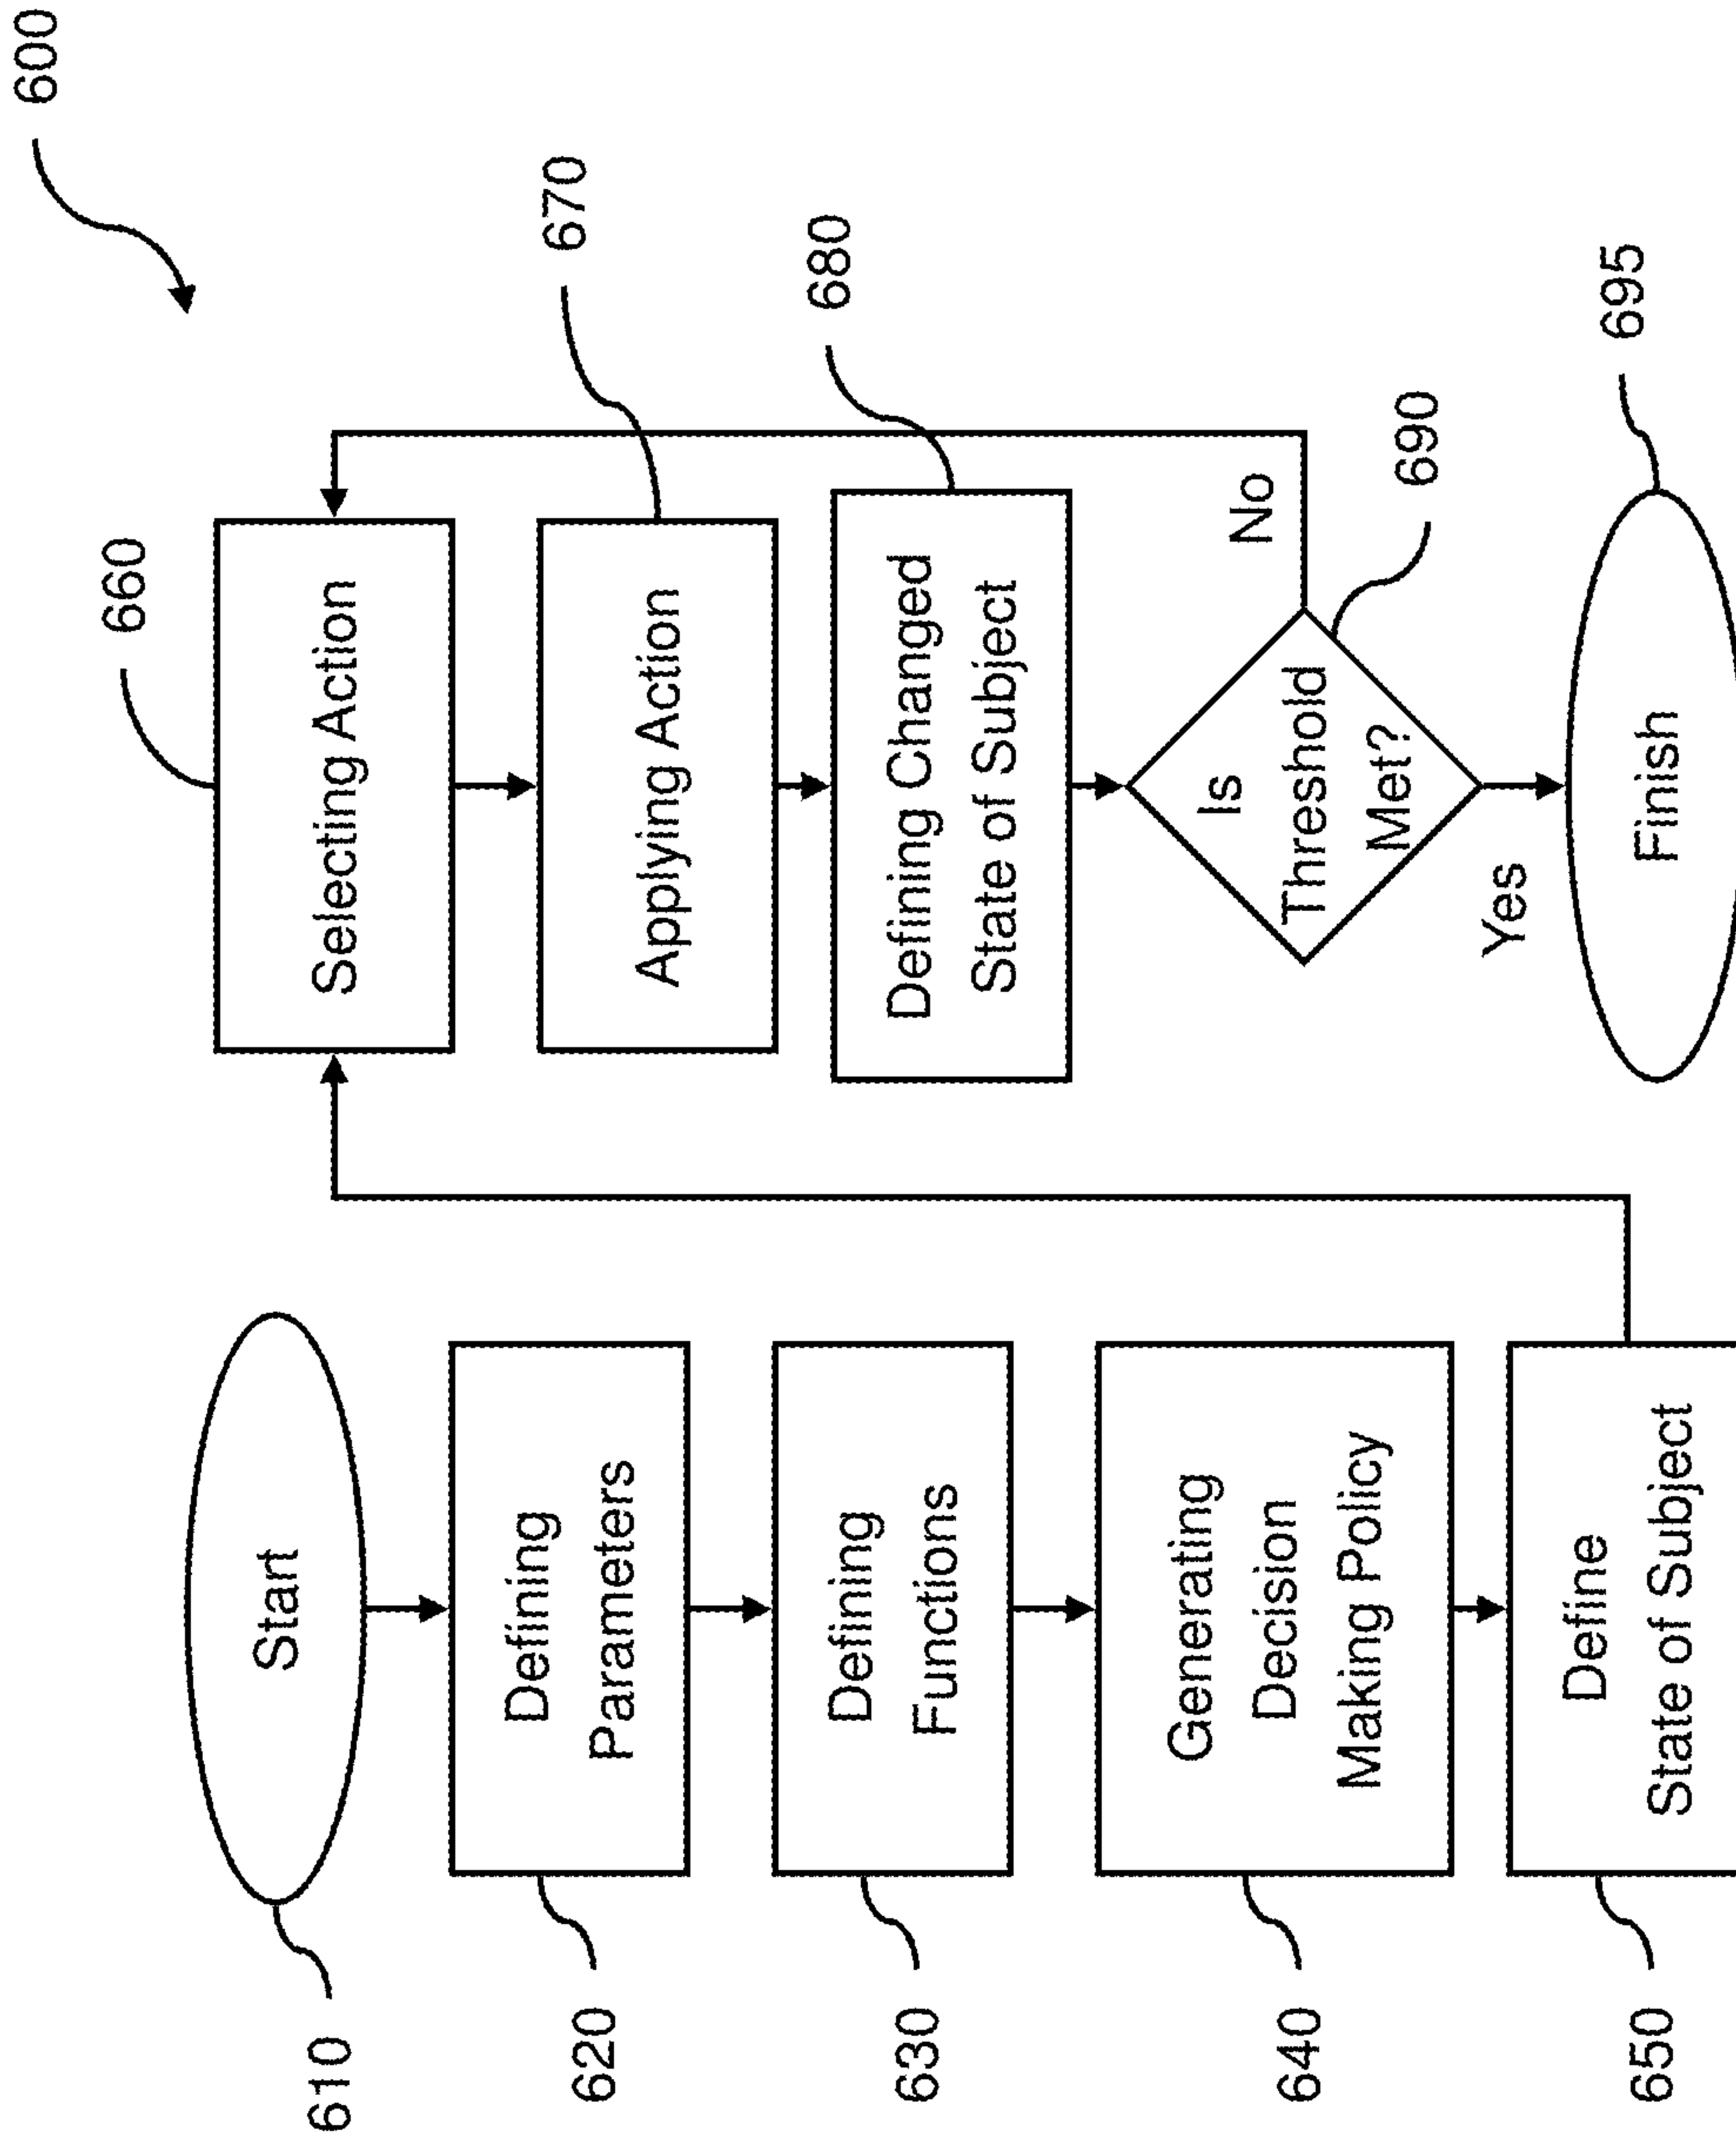 600
610
Start
620
Defining
Parameters
630
Defining
Functions
640
Generating
Decision
Making Policy
650
Define
State of Subject
660
Selecting Action
670
Applying Action
680
Defining Changed
State of Subject
690
Is
Threshold
Met?
No
Yes
695
Finish